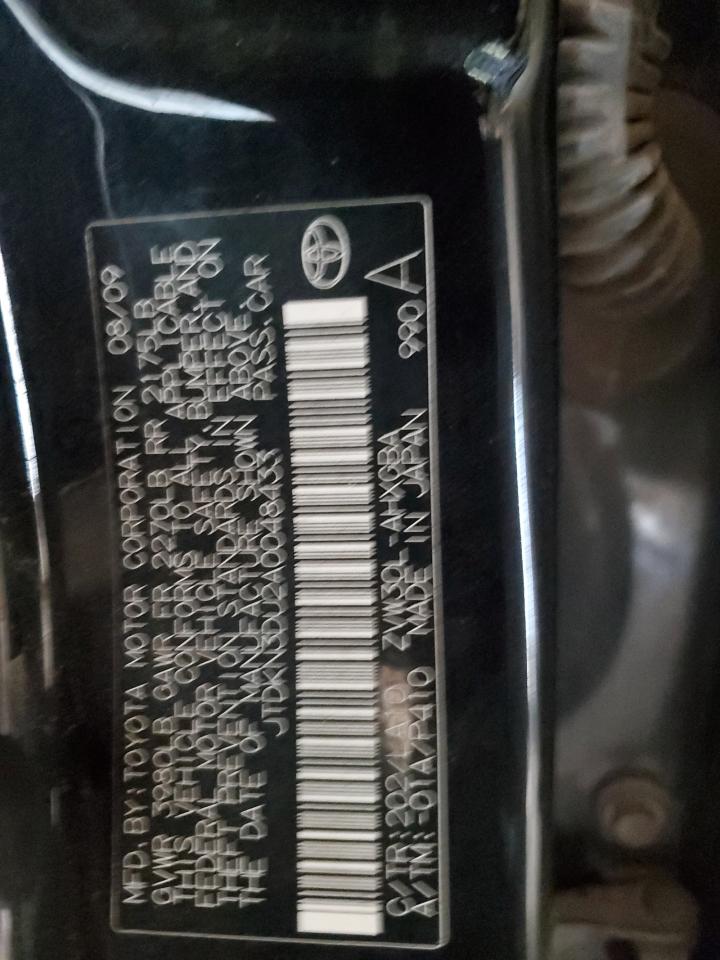 MFD. BY: TOYOTA MOTOR CORPORATION 08/09
GVWR 3980LB GAWR FR 2270LB RR 2175LB
THIS VEHICLE CONFORMS TO ALL APPLICABLE
FEDERAL MOTOR VEHICLE SAFETY, BUMPER, AND
THEFT PREVENTION STANDARDS IN EFFECT ON
THE DATE OF MANUFACTURE SHOWN ABOVE.
JTDKN3DU2A0048433 PASS. CAR
C/TR: 202/LA10 ZVW30L-AHXGBA 990 A
A/TM: -01A/P410 MADE IN JAPAN